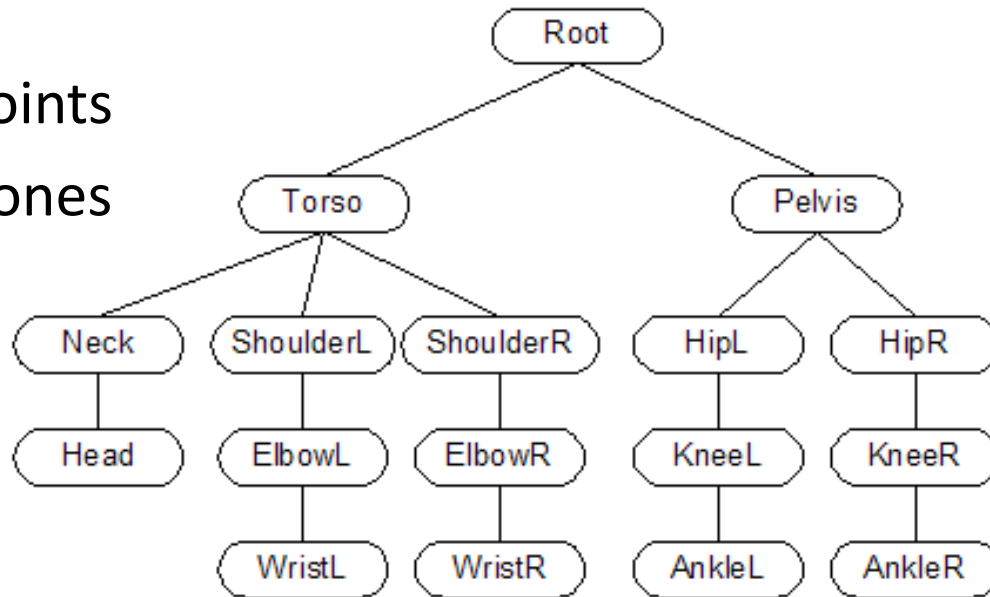 Root
oints
ones
Torso Pelvis
Neck ShoulderL ShoulderR HipL HipR
Head ElbowL ElbowR KneeL KneeR
WristL WristR AnkleL AnkleR